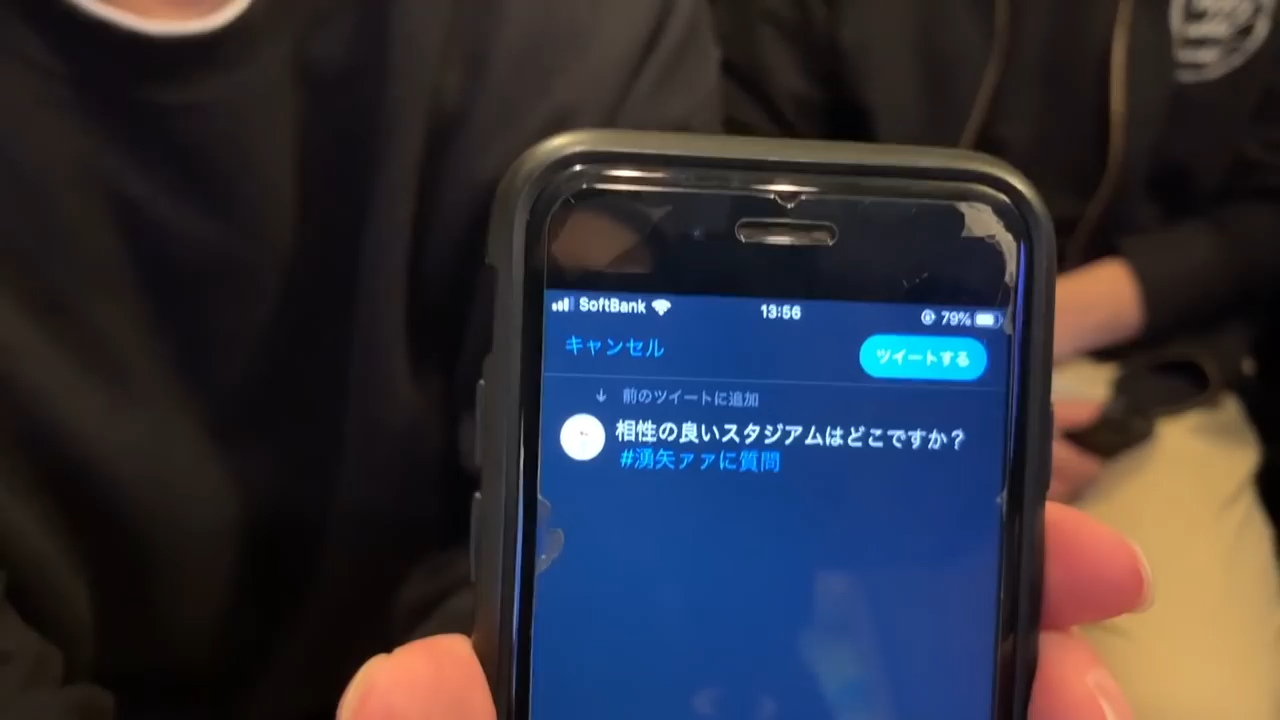 SoftBank 13:56 79%
キャンセル ツイートする
前のツイートに追加
相性の良いスタジアムはどこですか？
#湧矢ァァに質問